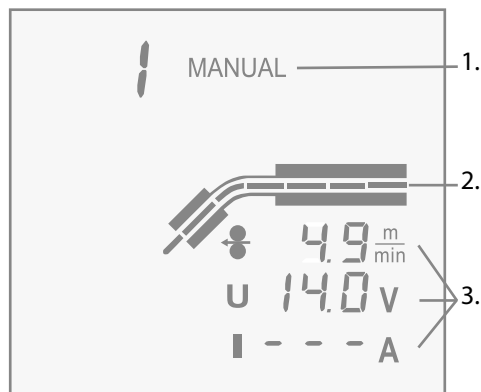 1 MANUAL 1.
2.
4.9 m/min
U 14.0 V 3.
I - - - A